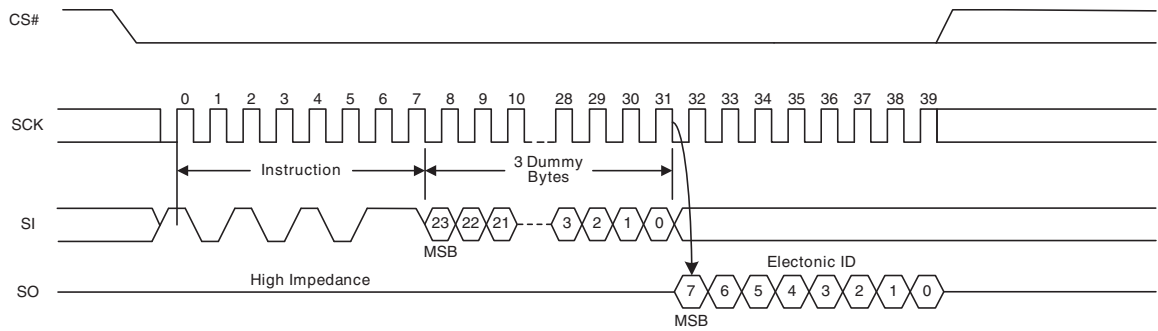 CS#
0 1 2 3 4 5 6 7 8 9 10 28 29 30 31 32 33 34 35 36 37 38 39
SCK
Instruction
3 Dummy
Bytes
SI
23 22 21 3 2 1 0
MSB
High Impedance
Electonic ID
SO
7 6 5 4 3 2 1 0
MSB